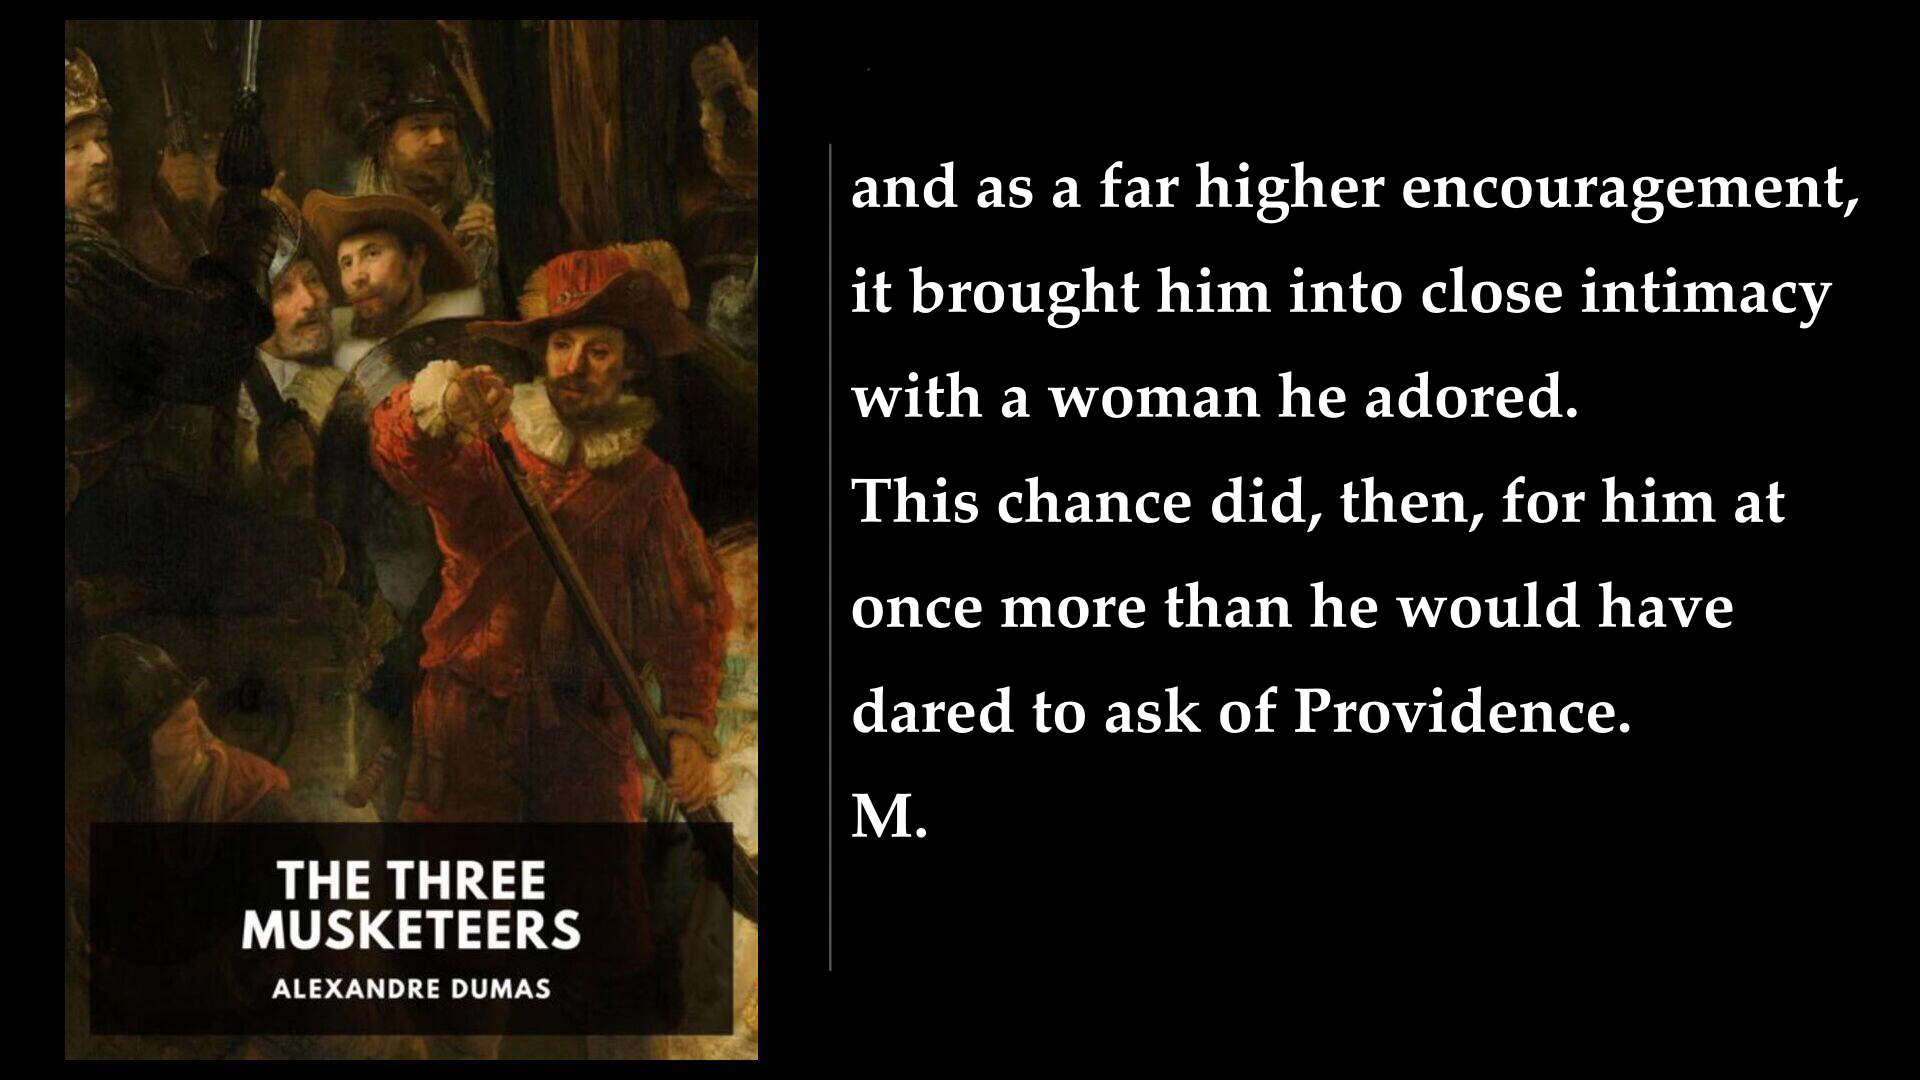 THE THREE
MUSKETEERS
ALEXANDRE DUMAS
and as a far higher encouragement,
it brought him into close intimacy
with a woman he adored.
This chance did, then, for him at
once more than he would have
dared to ask of Providence.
M.